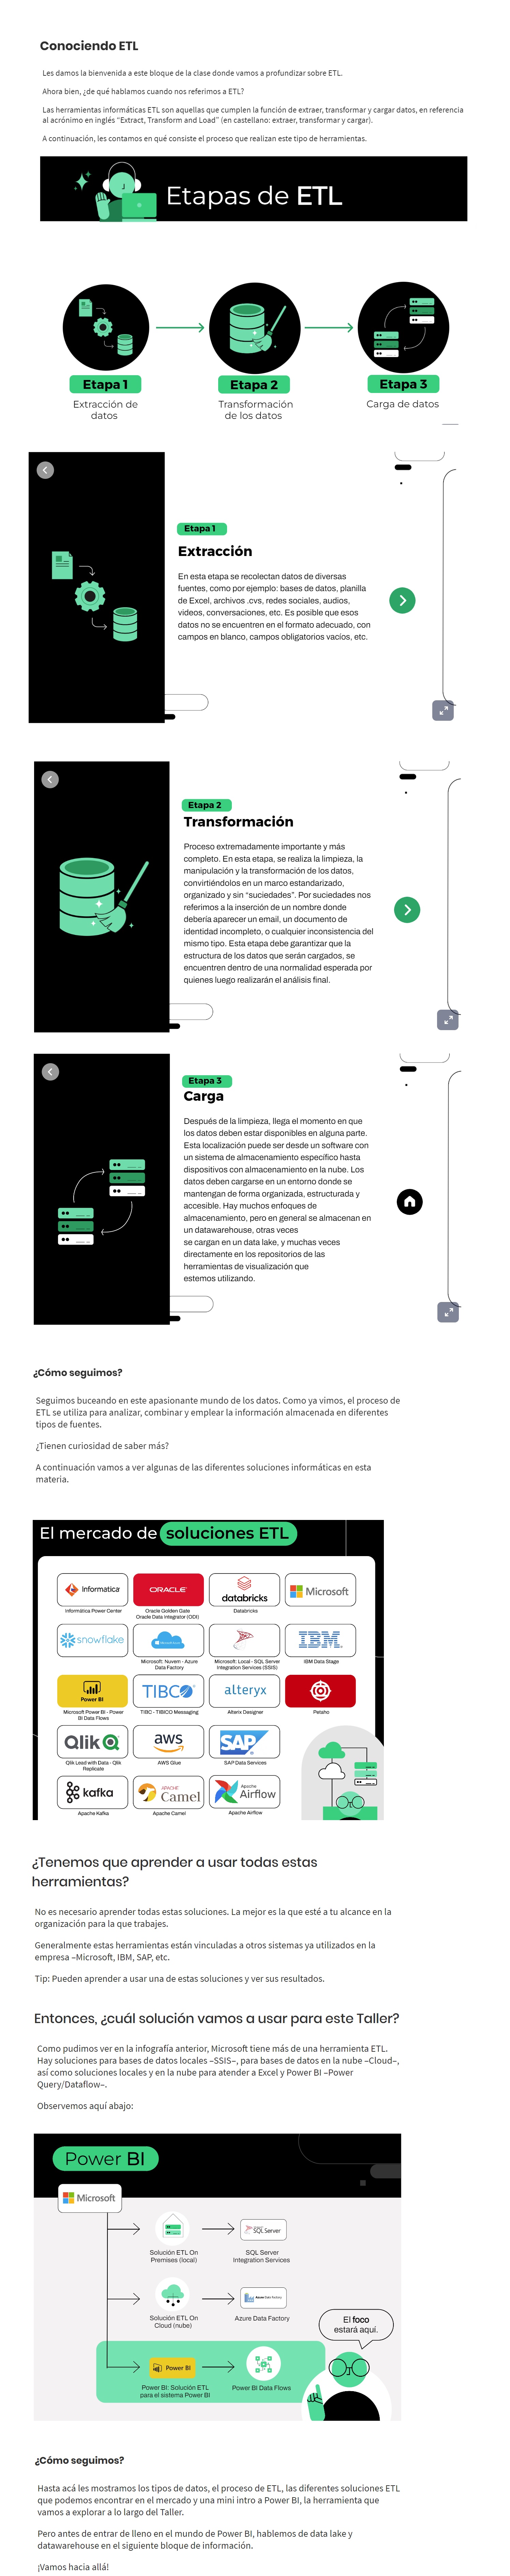 Conociendo ETL
Les damos la bienvenida a este bloque de la clase donde vamos a profundizar sobre ETL.
Ahora bien, ¿de qué hablamos cuando nos referimos a ETL?
Las herramientas informáticas ETL son aquellas que cumplen la función de extraer, transformar y cargar datos, en referencia
al acrónimo en inglés “Extract, Transform and Load” (en castellano: extraer, transformar y cargar).
A continuación, les contamos en qué consiste el proceso que realizan este tipo de herramientas.
Etapas de ETL
Etapa 1
Extracción de
datos
Etapa 2
Transformación
de los datos
Etapa 3
Carga de datos
Etapa 1
Extracción
En esta etapa se recolectan datos de diversas
fuentes, como por ejemplo: bases de datos, planilla
de Excel, archivos .cvs, redes sociales, audios,
videos, conversaciones, etc. Es posible que esos
datos no se encuentren en el formato adecuado, con
campos en blanco, campos obligatorios vacíos, etc.
Etapa 2
Transformación
Proceso extremadamente importante y más
completo. En esta etapa, se realiza la limpieza, la
manipulación y la transformación de los datos,
convirtiéndolos en un marco estandarizado,
organizado y sin “suciedades”. Por suciedades nos
referimos a la inserción de un nombre donde
debería aparecer un email, un documento de
identidad incompleto, o cualquier inconsistencia del
mismo tipo. Esta etapa debe garantizar que la
estructura de los datos que serán cargados, se
encuentren dentro de una normalidad esperada por
quienes luego realizarán el análisis final.
Etapa 3
Carga
Después de la limpieza, llega el momento en que
los datos deben estar disponibles en alguna parte.
Esta localización puede ser desde un software con
un sistema de almacenamiento específico hasta
dispositivos con almacenamiento en la nube. Los
datos deben cargarse en un entorno donde se
mantengan de forma organizada, estructurada y
accesible. Hay muchos enfoques de
almacenamiento, pero en general se almacenan en
un datawarehouse, otras veces
se cargan en un data lake, y muchas veces
directamente en los repositorios de las
herramientas de visualización que
estemos utilizando.
¿Cómo seguimos?
Seguimos buceando en este apasionante mundo de los datos. Como ya vimos, el proceso de
ETL se utiliza para analizar, combinar y emplear la información almacenada en diferentes
tipos de fuentes.
¿Tienen curiosidad de saber más?
A continuación vamos a ver algunas de las diferentes soluciones informáticas en esta
materia.
El mercado de soluciones ETL
Informatica
Informática Power Center
ORACLE
Oracle Golden Gate
Oracle Data Integrator (ODI)
databricks
Databricks
Microsoft
snowflake
Microsoft: Nuvem - Azure
Data Factory
Microsoft: Local - SQL Server
Integration Services (SSIS)
IBM
IBM Data Stage
Power BI
Microsoft Power BI - Power
BI Data Flows
TIBCO
TIBC - TIBICO Messaging
alteryx
Alterix Designer
Petaho
Qlik
Qlik Lead with Data - Qlik
Replicate
aws
AWS Glue
SAP
SAP Data Services
kafka
Apache Kafka
APACHE
Camel
Apache Camel
Apache
Airflow
Apache Airflow
¿Tenemos que aprender a usar todas estas
herramientas?
No es necesario aprender todas estas soluciones. La mejor es la que esté a tu alcance en la
organización para la que trabajes.
Generalmente estas herramientas están vinculadas a otros sistemas ya utilizados en la
empresa –Microsoft, IBM, SAP, etc.
Tip: Pueden aprender a usar una de estas soluciones y ver sus resultados.
Entonces, ¿cuál solución vamos a usar para este Taller?
Como pudimos ver en la infografía anterior, Microsoft tiene más de una herramienta ETL.
Hay soluciones para bases de datos locales –SSIS–, para bases de datos en la nube –Cloud–,
así como soluciones locales y en la nube para atender a Excel y Power BI –Power
Query/Dataflow–.
Observemos aquí abajo:
Power BI
Microsoft
Solución ETL On
Premises (local)
SQL Server
SQL Server
Integration Services
Solución ETL On
Cloud (nube)
Azure Data Factory
Azure Data Factory
El foco
estará aquí.
Power BI
Power BI: Solución ETL
para el sistema Power BI
Power BI Data Flows
¿Cómo seguimos?
Hasta acá les mostramos los tipos de datos, el proceso de ETL, las diferentes soluciones ETL
que podemos encontrar en el mercado y una mini intro a Power BI, la herramienta que
vamos a explorar a lo largo del Taller.
Pero antes de entrar de lleno en el mundo de Power BI, hablemos de data lake y
datawarehouse en el siguiente bloque de información.
¡Vamos hacia allá!